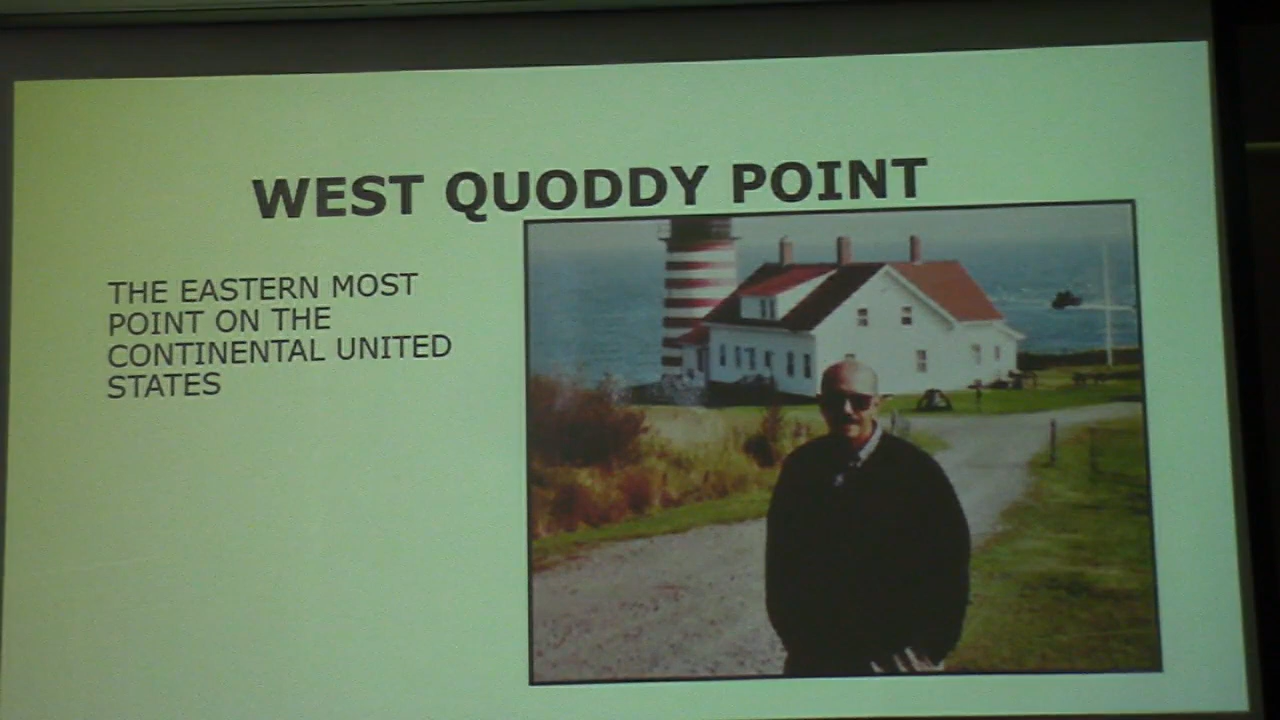 WEST QUODDY POINT
THE EASTERN MOST
POINT ON THE
CONTINENTAL UNITED
STATES